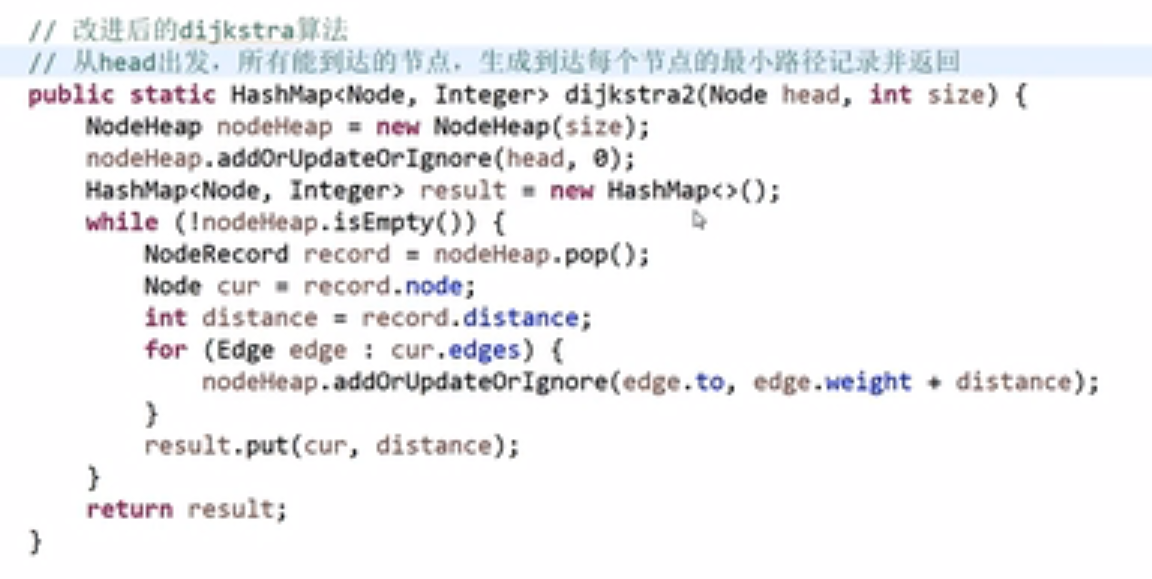 // 改进后的dijkstra算法
// 从head出发，所有能到达的节点，生成到达每个节点的最小路径记录并返回
public static HashMap<Node, Integer> dijkstra2(Node head, int size) {
    NodeHeap nodeHeap = new NodeHeap(size);
    nodeHeap.addOrUpdateOrIgnore(head, 0);
    HashMap<Node, Integer> result = new HashMap<>();
    while (!nodeHeap.isEmpty()) {
        NodeRecord record = nodeHeap.pop();
        Node cur = record.node;
        int distance = record.distance;
        for (Edge edge : cur.edges) {
            nodeHeap.addOrUpdateOrIgnore(edge.to, edge.weight + distance);
        }
        result.put(cur, distance);
    }
    return result;
}